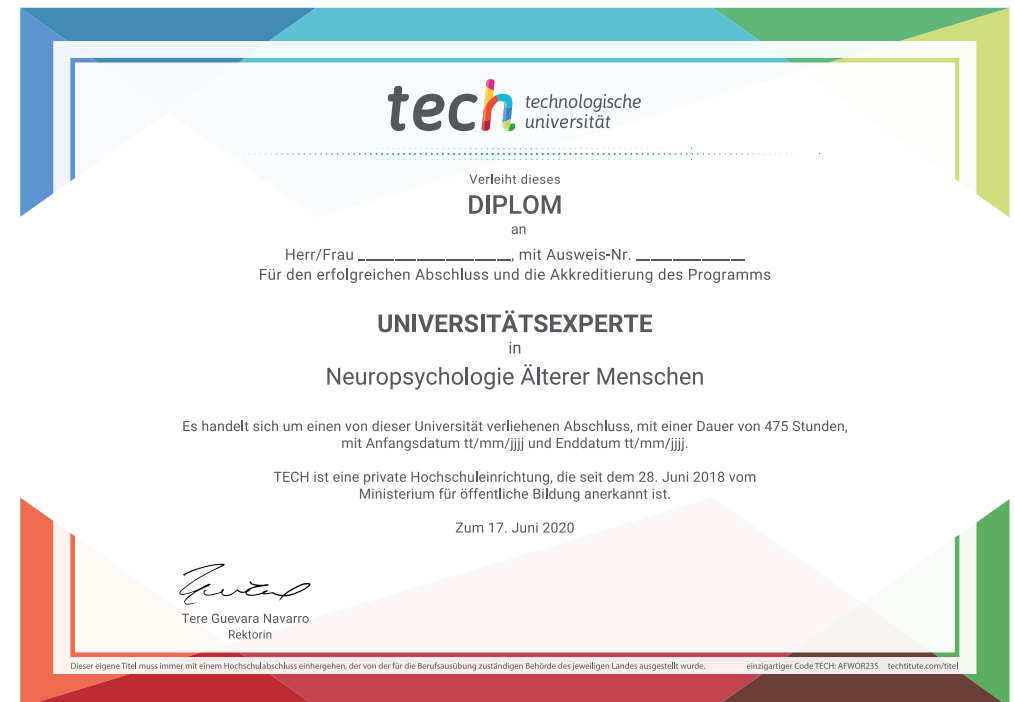 tech technologische
universität
Verleiht dieses
DIPLOM
an
Herr/Frau ___________________, mit Ausweis-Nr. ______________
Für den erfolgreichen Abschluss und die Akkreditierung des Programms
UNIVERSITÄTSEXPERTE
in
Neuropsychologie Älterer Menschen
Es handelt sich um einen von dieser Universität verliehenen Abschluss, mit einer Dauer von 475 Stunden,
mit Anfangsdatum tt/mm/jjjj und Enddatum tt/mm/jjjj.
TECH ist eine private Hochschuleinrichtung, die seit dem 28. Juni 2018 vom
Ministerium für öffentliche Bildung anerkannt ist.
Zum 17. Juni 2020
Tere Guevara Navarro
Rektorin
Dieser eigene Titel muss immer mit einem Hochschulabschluss einhergehen, der von der für die Berufsausübung zuständigen Behörde des jeweiligen Landes ausgestellt wurde. einzigartiger Code TECH: AFWOR23S techtitute.com/titel